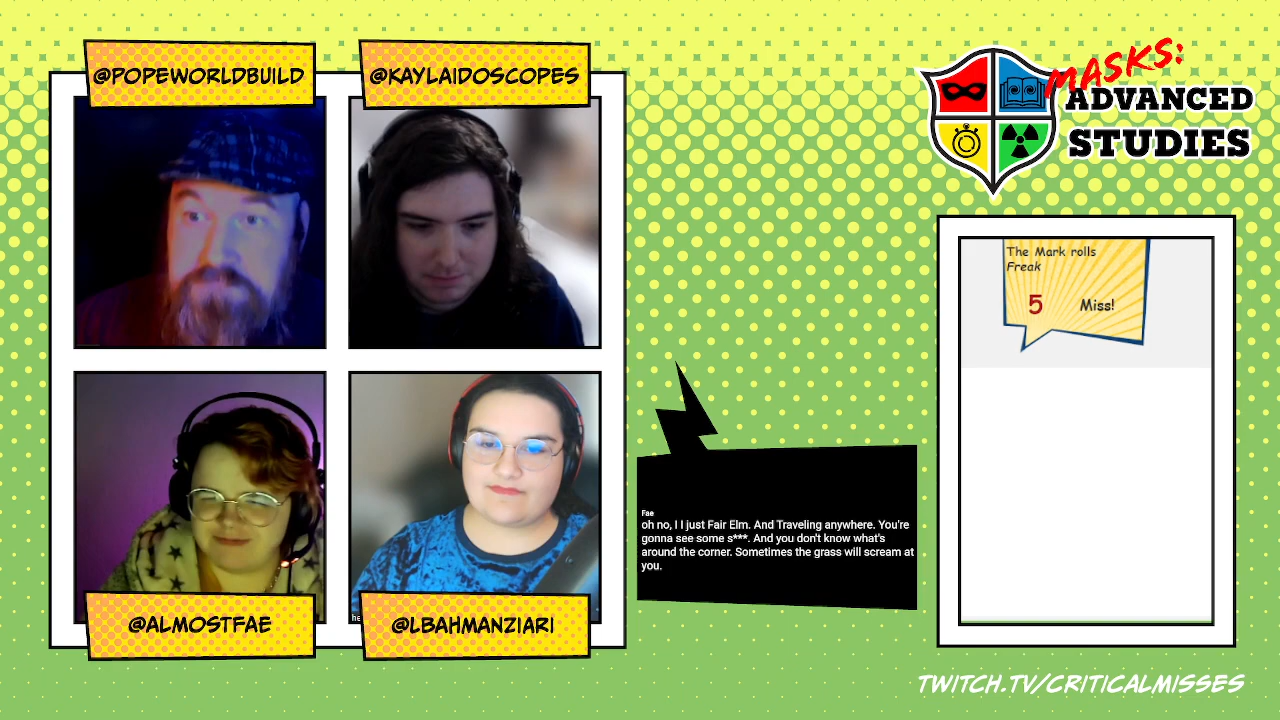 @POPEWORLDBUILD
@KAYLAIDOSCOPES
MASKS:
ADVANCED
STUDIES
The Mark rolls
Freak
5 Miss!
Fae
oh no, I I just Fair Elm. And Traveling anywhere. You're
gonna see some s***. And you don't know what's
around the corner. Sometimes the grass will scream at
you.
he
@ALMOSTFAE
@LBAHMANZIARI
TWITCH.TV/CRITICALMISSES